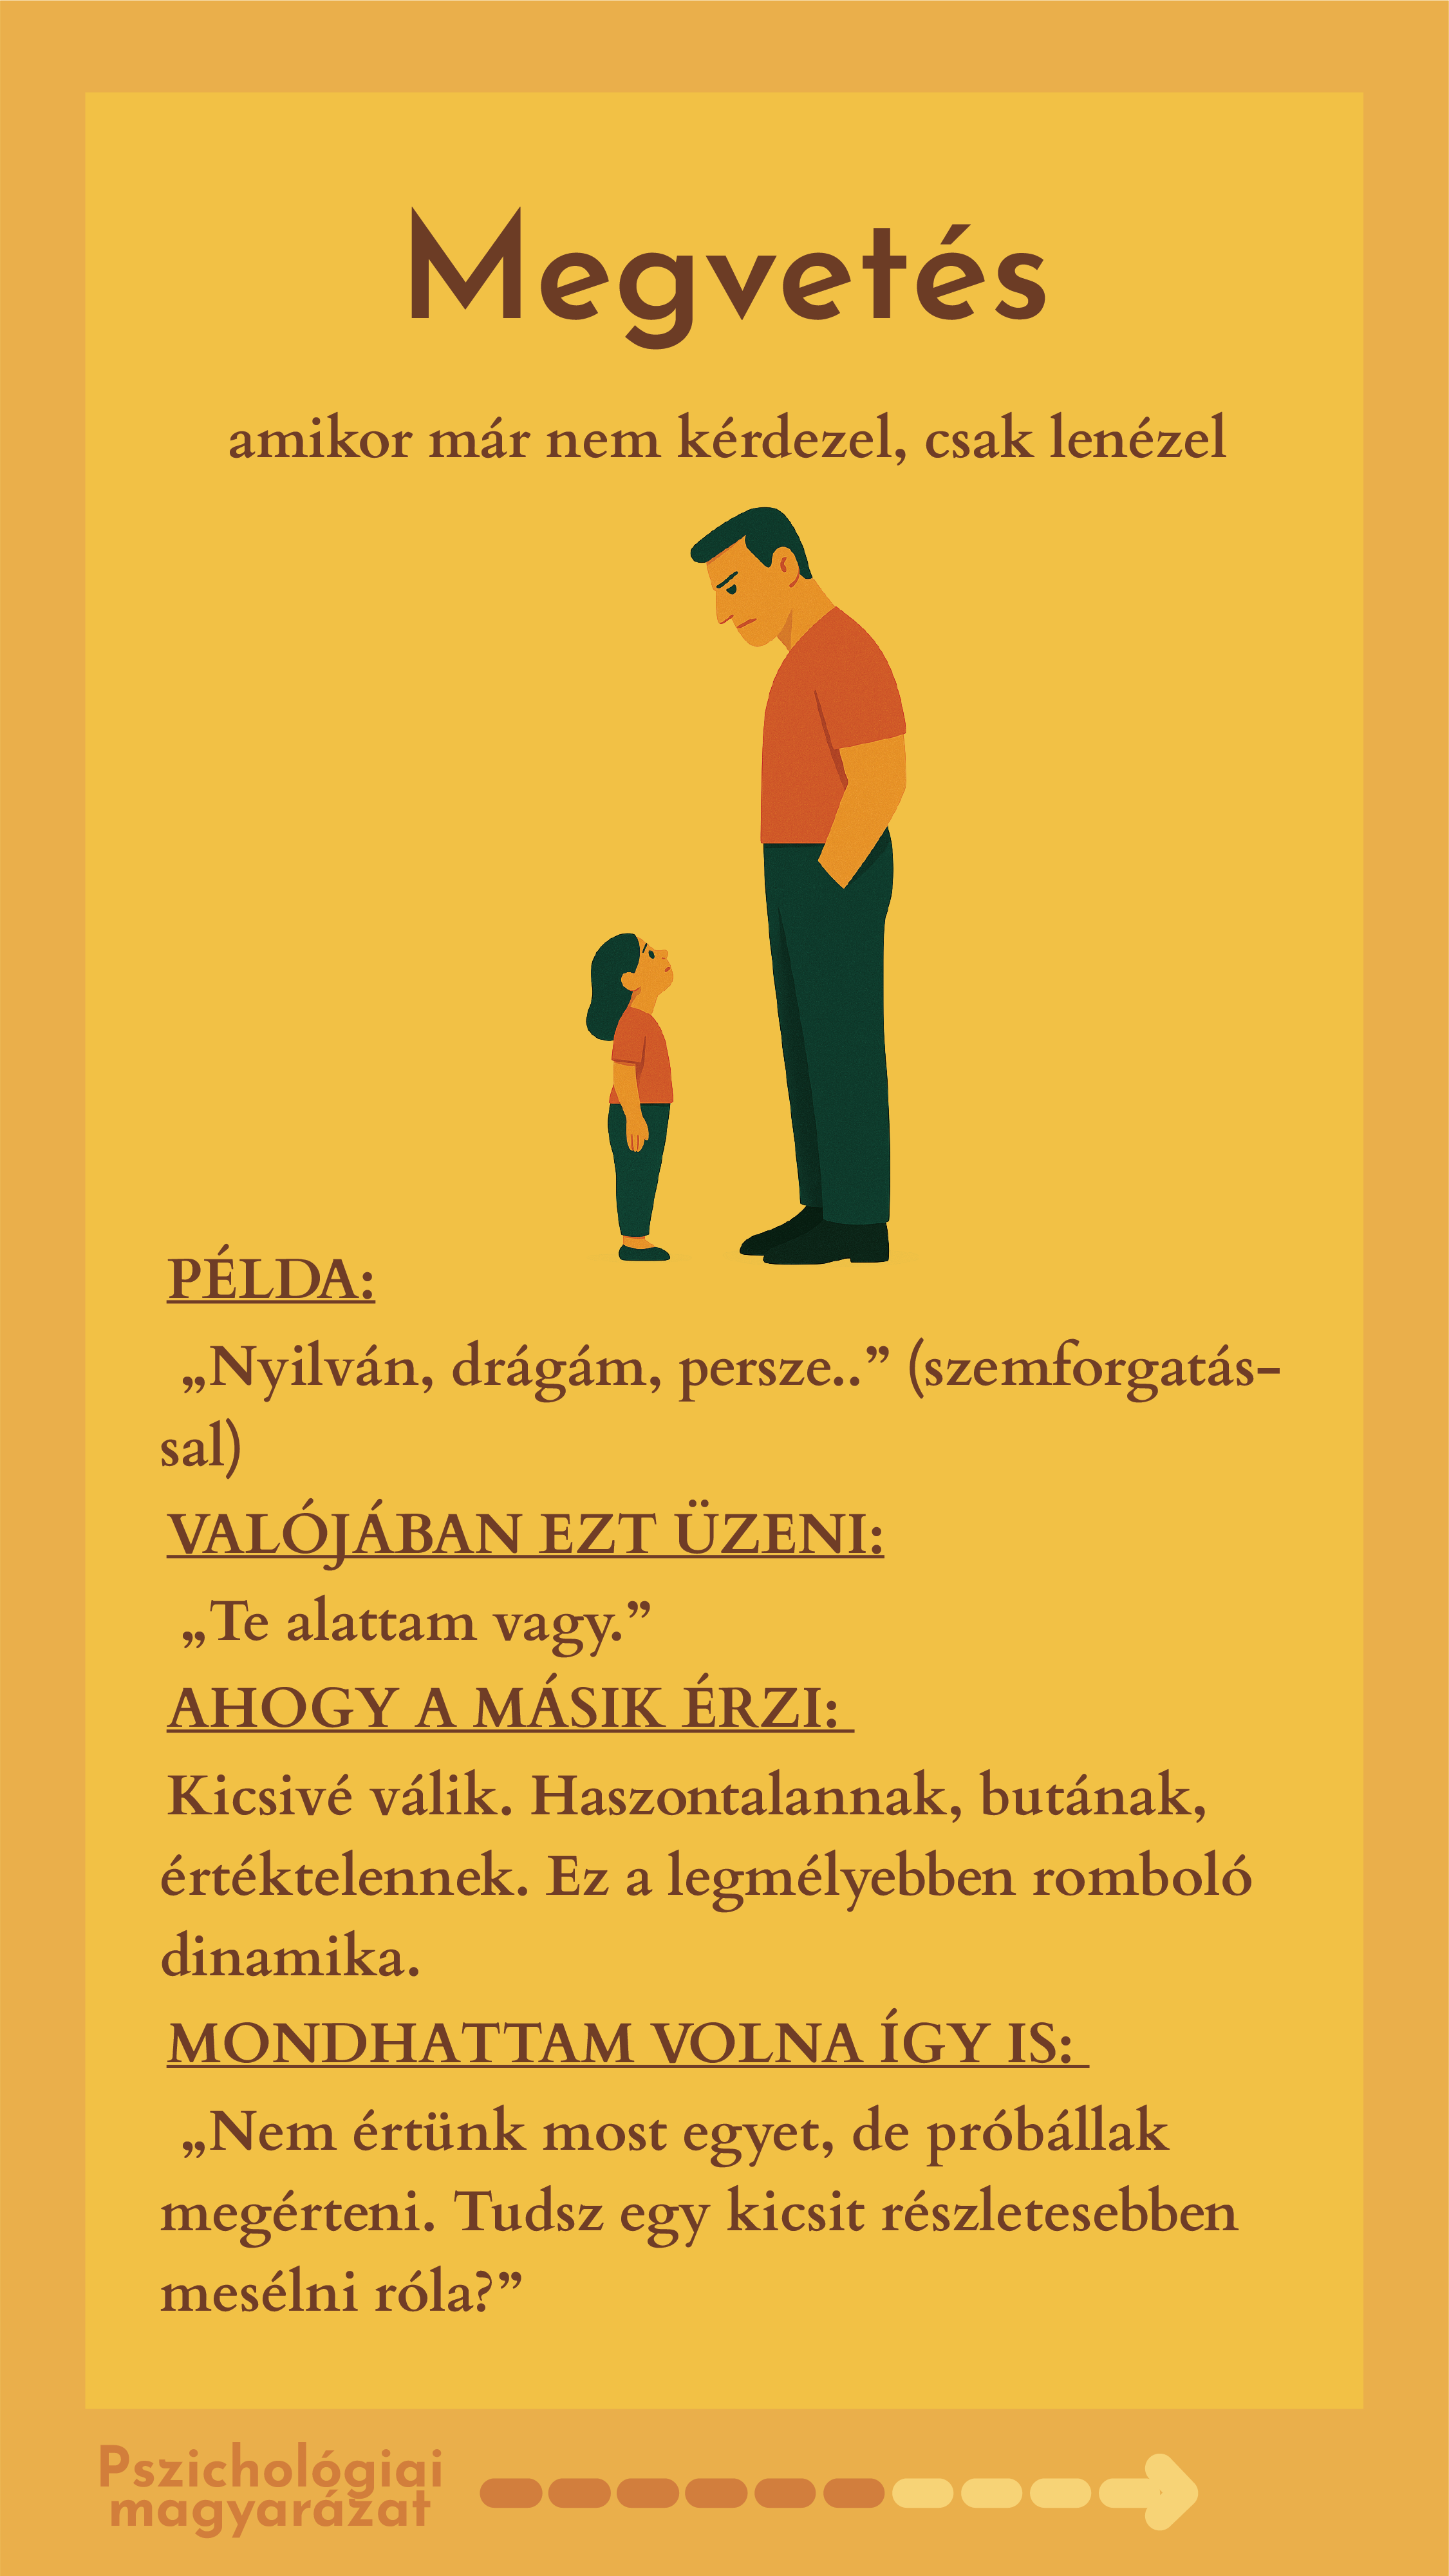 Megvetés
amikor már nem kérdezel, csak lenézel
PÉLDA:
„Nyilván, drágám, persze..” (szemforgatás-
sal)
VALÓJÁBAN EZT ÜZENI:
„Te alattam vagy.”
AHOGY A MÁSIK ÉRZI:
Kicsivé válik. Haszontalannak, butának,
értéktelennek. Ez a legmélyebben romboló
dinamika.
MONDHATTAM VOLNA ÍGY IS:
„Nem értünk most egyet, de próbállak
megérteni. Tudsz egy kicsit részletesebben
mesélni róla?”
Pszichológiai
magyarázat